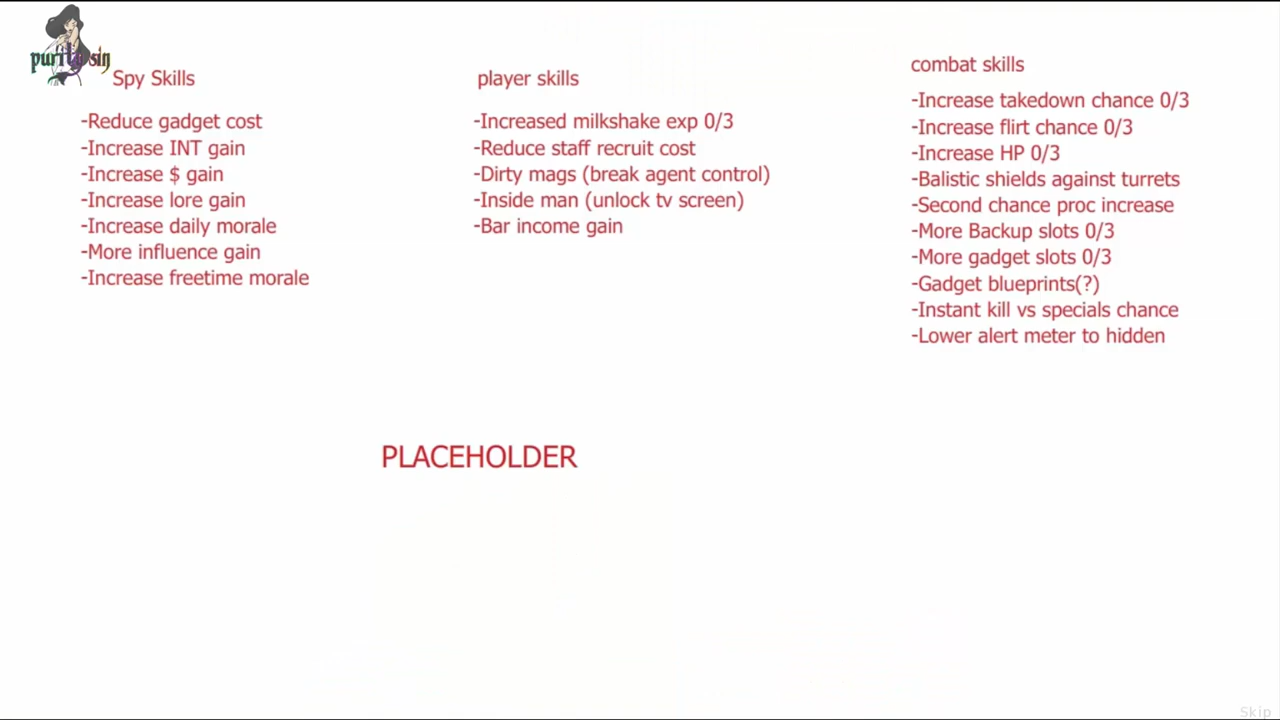 purity sin
Spy Skills
-Reduce gadget cost
-Increase INT gain
-Increase $ gain
-Increase lore gain
-Increase daily morale
-More influence gain
-Increase freetime morale
player skills
-Increased milkshake exp 0/3
-Reduce staff recruit cost
-Dirty mags (break agent control)
-Inside man (unlock tv screen)
-Bar income gain
combat skills
-Increase takedown chance 0/3
-Increase flirt chance 0/3
-Increase HP 0/3
-Balistic shields against turrets
-Second chance proc increase
-More Backup slots 0/3
-More gadget slots 0/3
-Gadget blueprints(?)
-Instant kill vs specials chance
-Lower alert meter to hidden
PLACEHOLDER
Skip